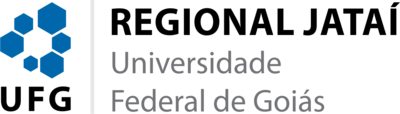 UFG
REGIONAL JATAÍ
Universidade
Federal de Goiás